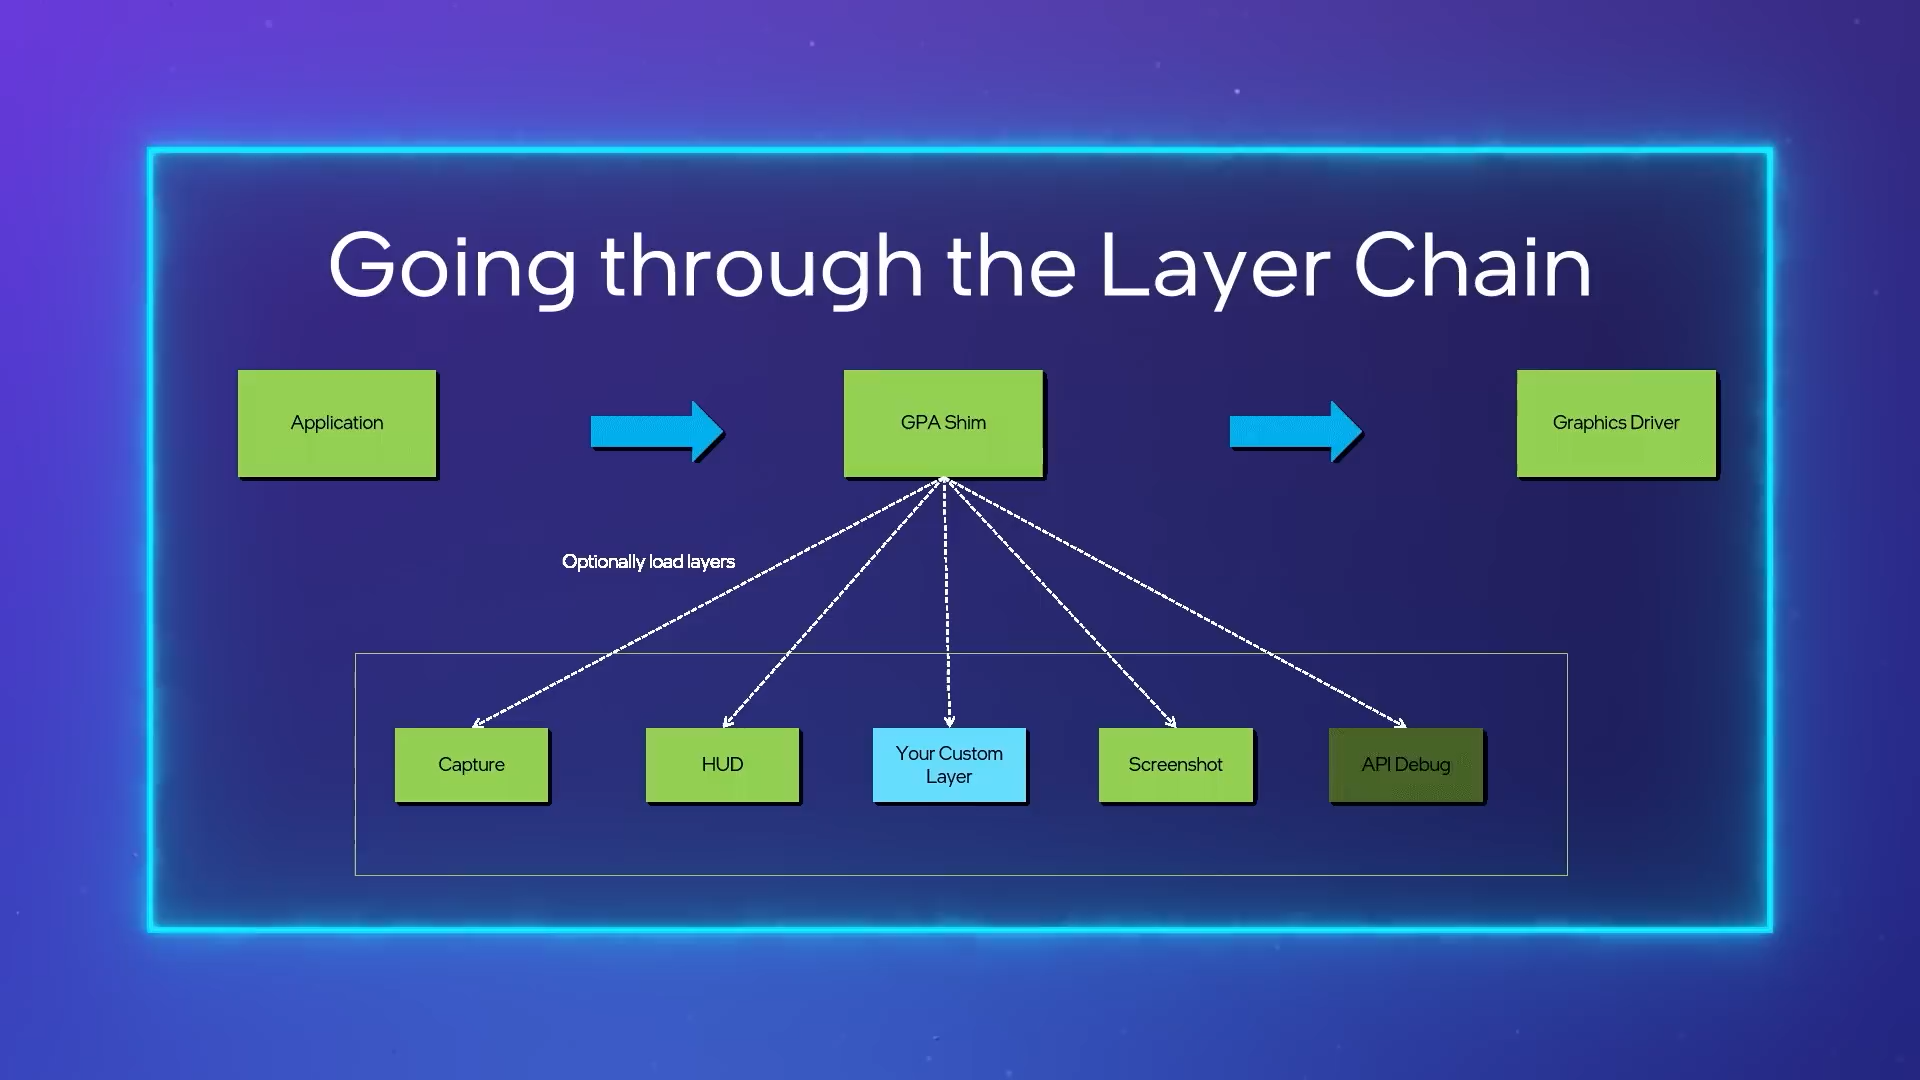 Going through the Layer Chain
Application
GPA Shim
Graphics Driver
Optionally load layers
Capture
HUD
Your Custom
Layer
Screenshot
API Debug